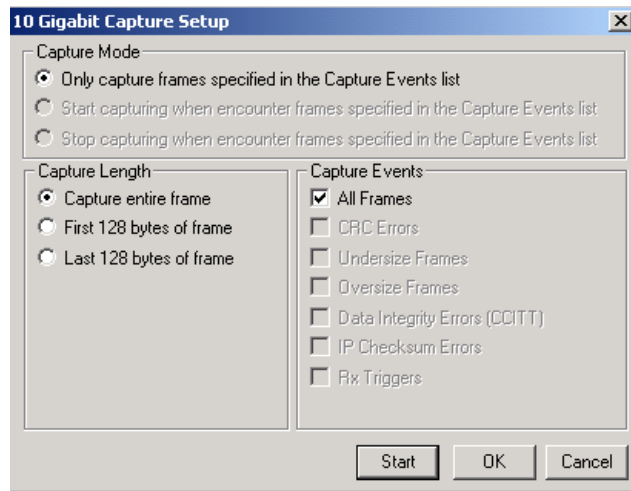 10 Gigabit Capture Setup
Capture Mode
Only capture frames specified in the Capture Events list
Start capturing when encounter frames specified in the Capture Events list
Stop capturing when encounter frames specified in the Capture Events list
Capture Length
Capture entire frame
First 128 bytes of frame
Last 128 bytes of frame
Capture Events
All Frames
CRC Errors
Undersize Frames
Oversize Frames
Data Integrity Errors (CCITT)
IP Checksum Errors
Rx Triggers
Start
OK
Cancel